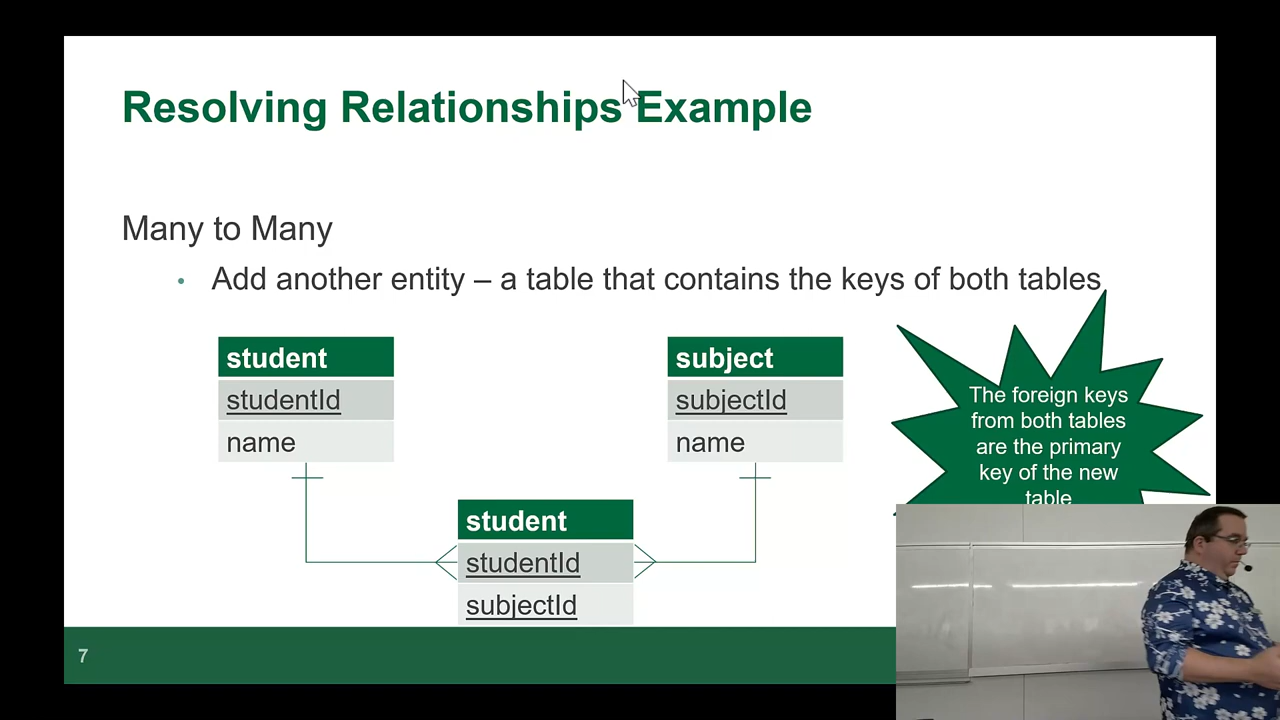 Resolving Relationships Example
Many to Many
• Add another entity – a table that contains the keys of both tables
student
studentId
name
subject
subjectId
name
The foreign keys
from both tables
are the primary
key of the new
table
student
studentId
subjectId
7